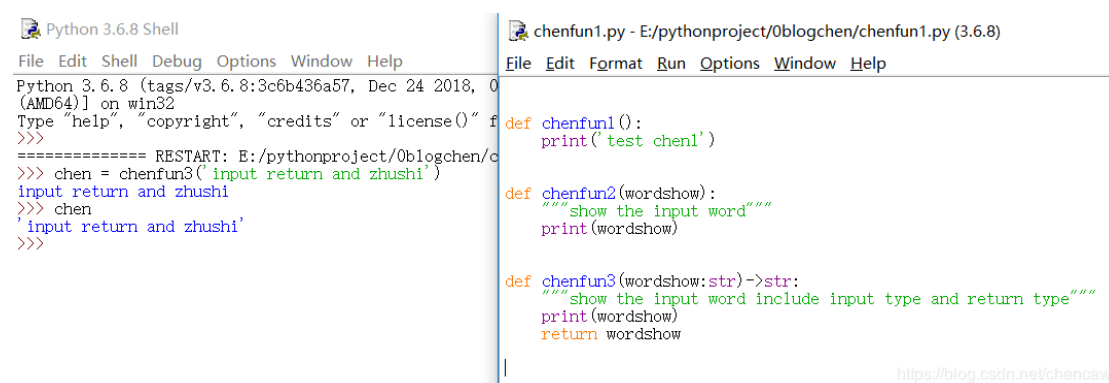 Python 3.6.8 Shell
File Edit Shell Debug Options Window Help
Python 3.6.8 (tags/v3.6.8:3c6b436a57, Dec 24 2018, 0
(AMD64)] on win32
Type "help", "copyright", "credits" or "license()" f
>>>
============== RESTART: E:/pythonproject/0blogchen/c
>>> chen = chenfun3('input return and zhushi')
input return and zhushi
>>> chen
'input return and zhushi'
>>>
chenfun1.py - E:/pythonproject/0blogchen/chenfun1.py (3.6.8)
File Edit Format Run Options Window Help
def chenfun1():
    print('test chen1')
def chenfun2(wordshow):
    """show the input word"""
    print(wordshow)
def chenfun3(wordshow:str)->str:
    """show the input word include input type and return type"""
    print(wordshow)
    return wordshow
https://blog.csdn.net/chencaw